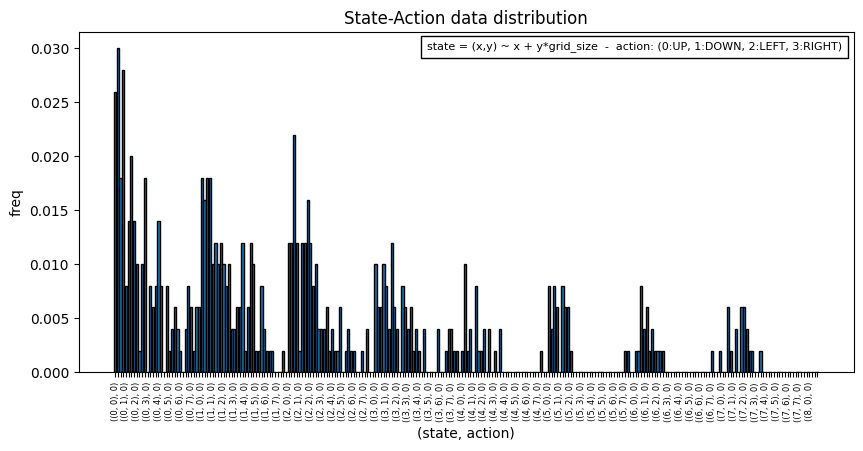 State-Action data distribution
state = (x,y) ~ x + y*grid_size  -  action: (0:UP, 1:DOWN, 2:LEFT, 3:RIGHT)
freq
0.030
0.025
0.020
0.015
0.010
0.005
0.000
((0, 0), 0)
((0, 1), 0)
((0, 2), 0)
((0, 3), 0)
((0, 4), 0)
((0, 5), 0)
((0, 6), 0)
((0, 7), 0)
((1, 0), 0)
((1, 1), 0)
((1, 2), 0)
((1, 3), 0)
((1, 4), 0)
((1, 5), 0)
((1, 6), 0)
((1, 7), 0)
((2, 0), 0)
((2, 1), 0)
((2, 2), 0)
((2, 3), 0)
((2, 4), 0)
((2, 5), 0)
((2, 6), 0)
((2, 7), 0)
((3, 0), 0)
((3, 1), 0)
((3, 2), 0)
((3, 3), 0)
((3, 4), 0)
((3, 5), 0)
((3, 6), 0)
((3, 7), 0)
((4, 0), 0)
((4, 1), 0)
((4, 2), 0)
((4, 3), 0)
((4, 4), 0)
((4, 5), 0)
((4, 6), 0)
((4, 7), 0)
((5, 0), 0)
((5, 1), 0)
((5, 2), 0)
((5, 3), 0)
((5, 4), 0)
((5, 5), 0)
((5, 6), 0)
((5, 7), 0)
((6, 0), 0)
((6, 1), 0)
((6, 2), 0)
((6, 3), 0)
((6, 4), 0)
((6, 5), 0)
((6, 6), 0)
((6, 7), 0)
((7, 0), 0)
((7, 1), 0)
((7, 2), 0)
((7, 3), 0)
((7, 4), 0)
((7, 5), 0)
((7, 6), 0)
((7, 7), 0)
((8, 0), 0)
(state, action)